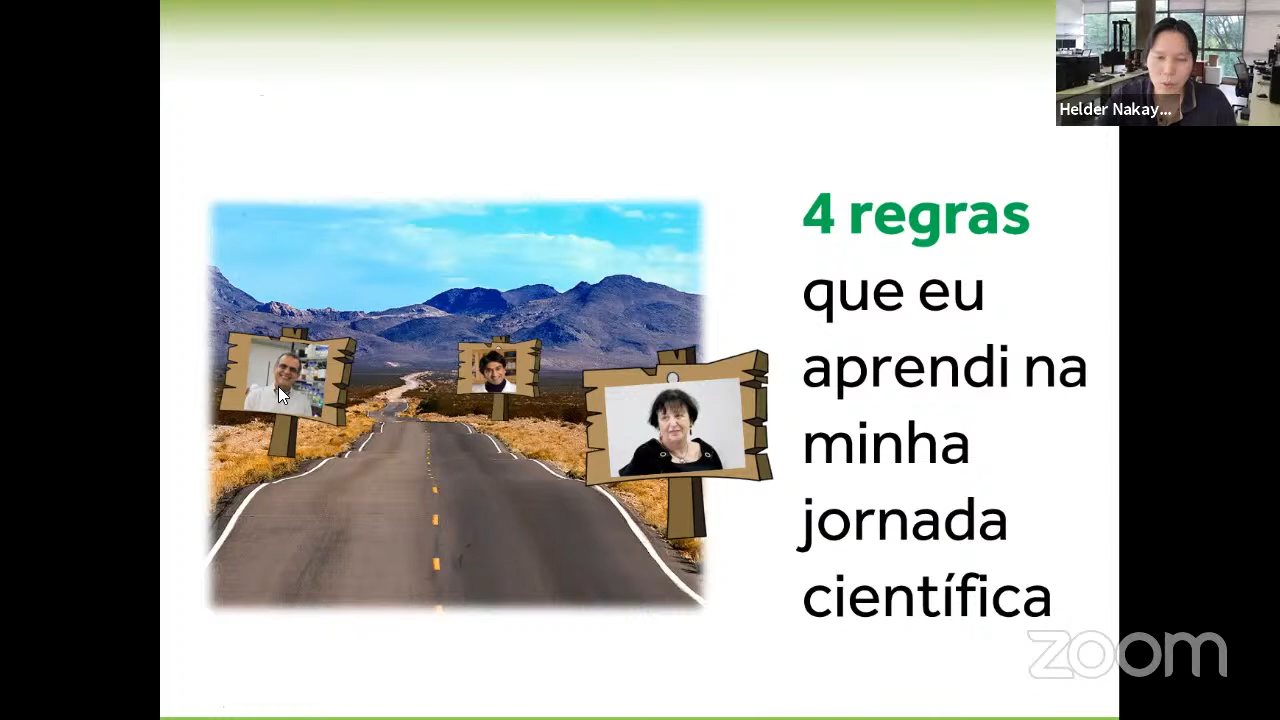 Helder Nakay...
4 regras
que eu
aprendi na
minha
jornada
científica
zoom